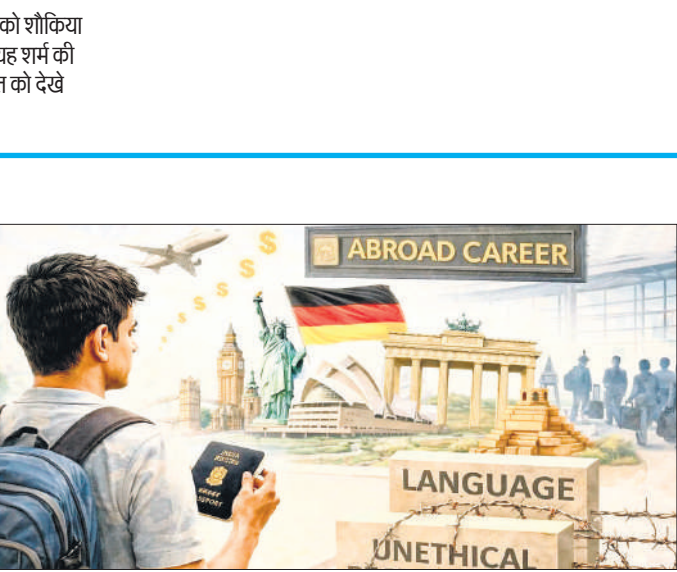 को शौकिया
यह शर्म की
को देखे
ABROAD CAREER
$
$
$
$
$
LANGUAGE
UNETHICAL